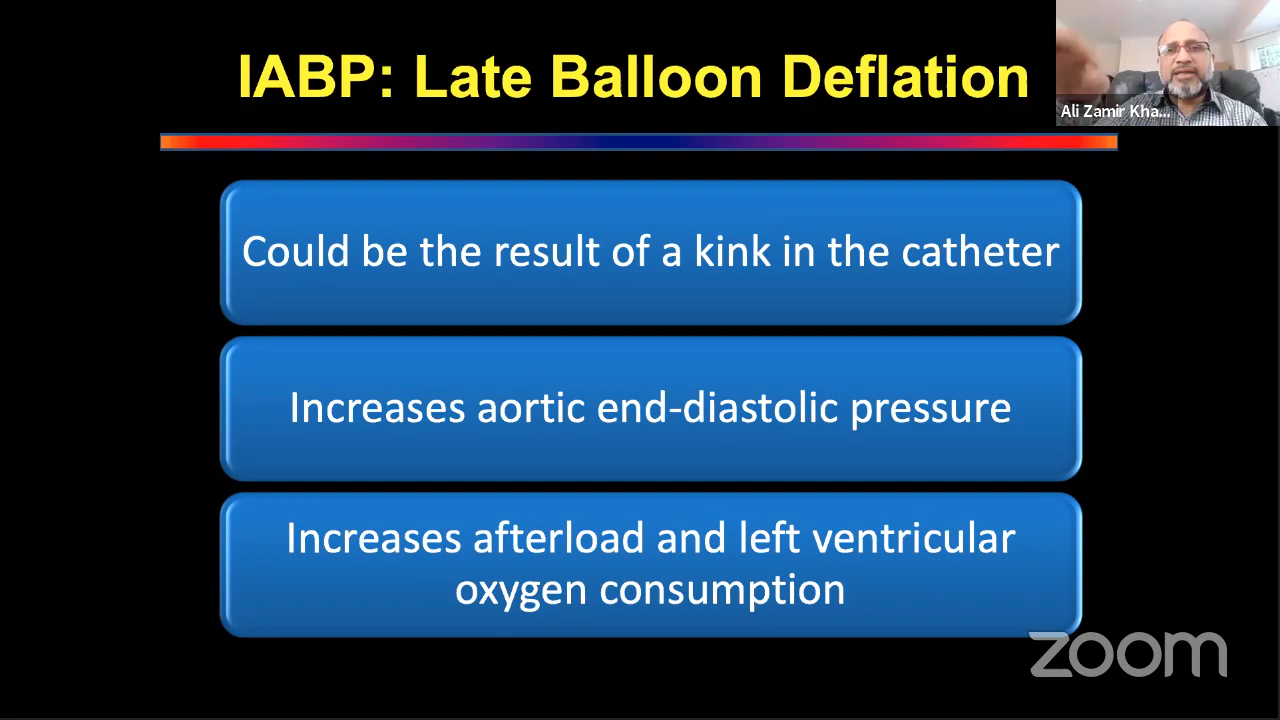 IABP: Late Balloon Deflation
Ali Zamir Kha...
Could be the result of a kink in the catheter
Increases aortic end-diastolic pressure
Increases afterload and left ventricular
oxygen consumption
zoom